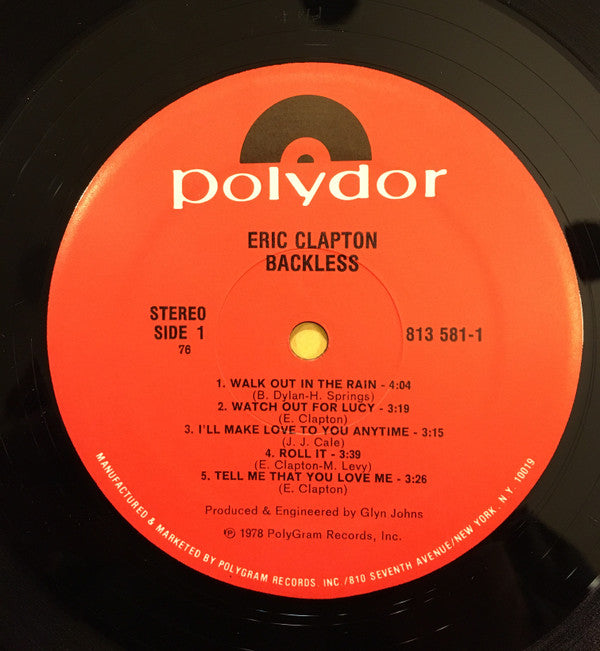 polydor
ERIC CLAPTON
BACKLESS
STEREO
SIDE 1
76
813 581-1
1. WALK OUT IN THE RAIN - 4:04
(B. Dylan-H. Springs)
2. WATCH OUT FOR LUCY - 3:19
(E. Clapton)
3. I'LL MAKE LOVE TO YOU ANYTIME - 3:15
(J. J. Cale)
4. ROLL IT - 3:39
(E. Clapton-M. Levy)
5. TELL ME THAT YOU LOVE ME - 3:26
(E. Clapton)
Produced & Engineered by Glyn Johns
℗ 1978 PolyGram Records, Inc.
MANUFACTURED & MARKETED BY POLYGRAM RECORDS, INC./810 SEVENTH AVENUE/NEW YORK, N.Y. 10019